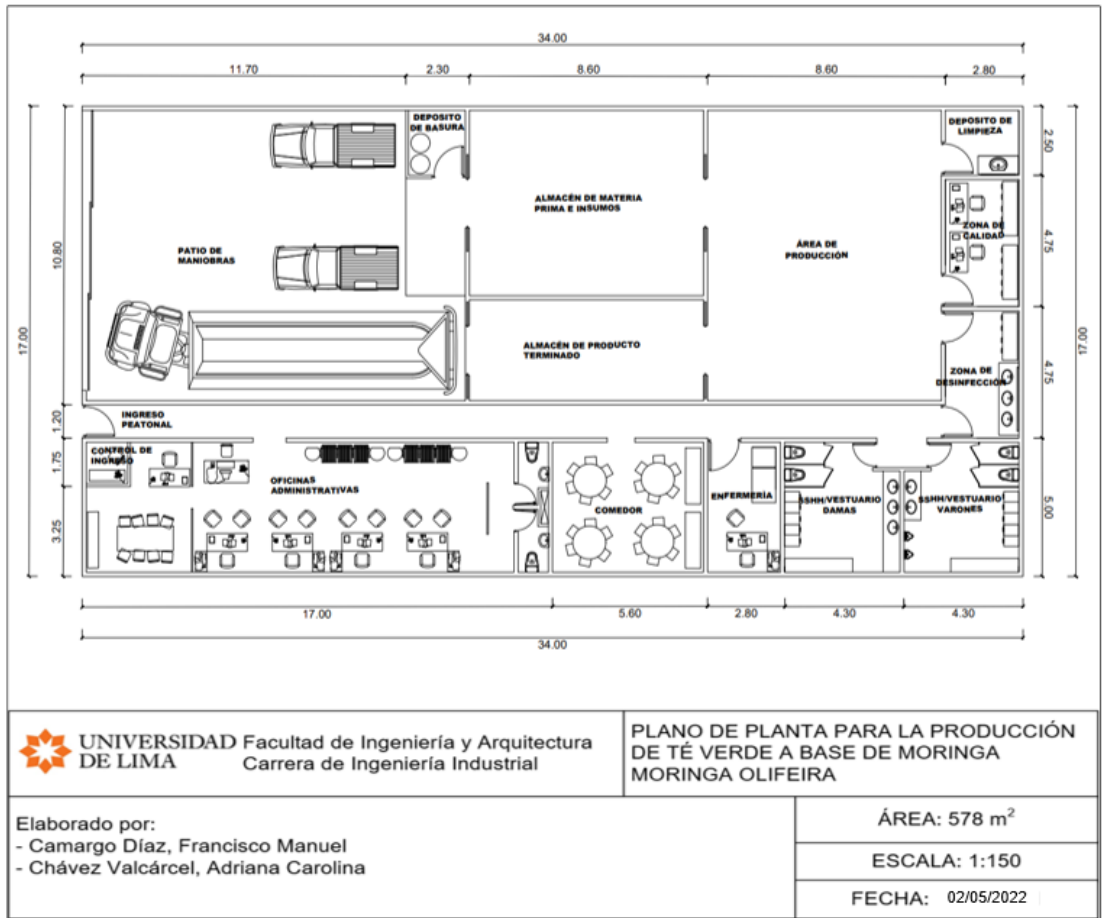 34.00
11.70
2.30
8.60
8.60
2.80
17.00
10.80
1.20
1.75
3.25
2.50
4.75
4.75
5.00
17.00
DEPOSITO
DE BASURA
DEPOSITO DE
LIMPIEZA
ALMACÉN DE MATERIA
PRIMA E INSUMOS
ZONA DE
CALIDAD
PATIO DE
MANIOBRAS
ÁREA DE
PRODUCCIÓN
ALMACÉN DE PRODUCTO
TERMINADO
ZONA DE
DESINFECCIÓN
INGRESO
PEATONAL
CONTROL DE
INGRESO
OFICINAS
ADMINISTRATIVAS
COMEDOR
ENFERMERÍA
SSHH/VESTUARIO
DAMAS
SSHH/VESTUARIO
VARONES
17.00
5.60
2.80
4.30
4.30
34.00
UNIVERSIDAD
DE LIMA
Facultad de Ingeniería y Arquitectura
Carrera de Ingeniería Industrial
PLANO DE PLANTA PARA LA PRODUCCIÓN
DE TÉ VERDE A BASE DE MORINGA
MORINGA OLIFEIRA
Elaborado por:
- Camargo Díaz, Francisco Manuel
- Chávez Valcárcel, Adriana Carolina
ÁREA: 578 m²
ESCALA: 1:150
FECHA: 02/05/2022